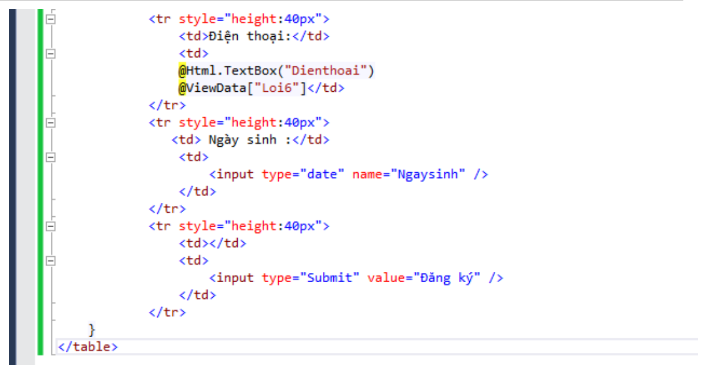 <tr style="height:40px">
<td>Điện thoại:</td>
<td>
@Html.TextBox("Dienthoai")
@ViewData["Loi6"]</td>
</tr>
<tr style="height:40px">
<td> Ngày sinh :</td>
<td>
<input type="date" name="Ngaysinh" />
</td>
</tr>
<tr style="height:40px">
<td></td>
<td>
<input type="Submit" value="Đăng ký" />
</td>
</tr>
}
</table>